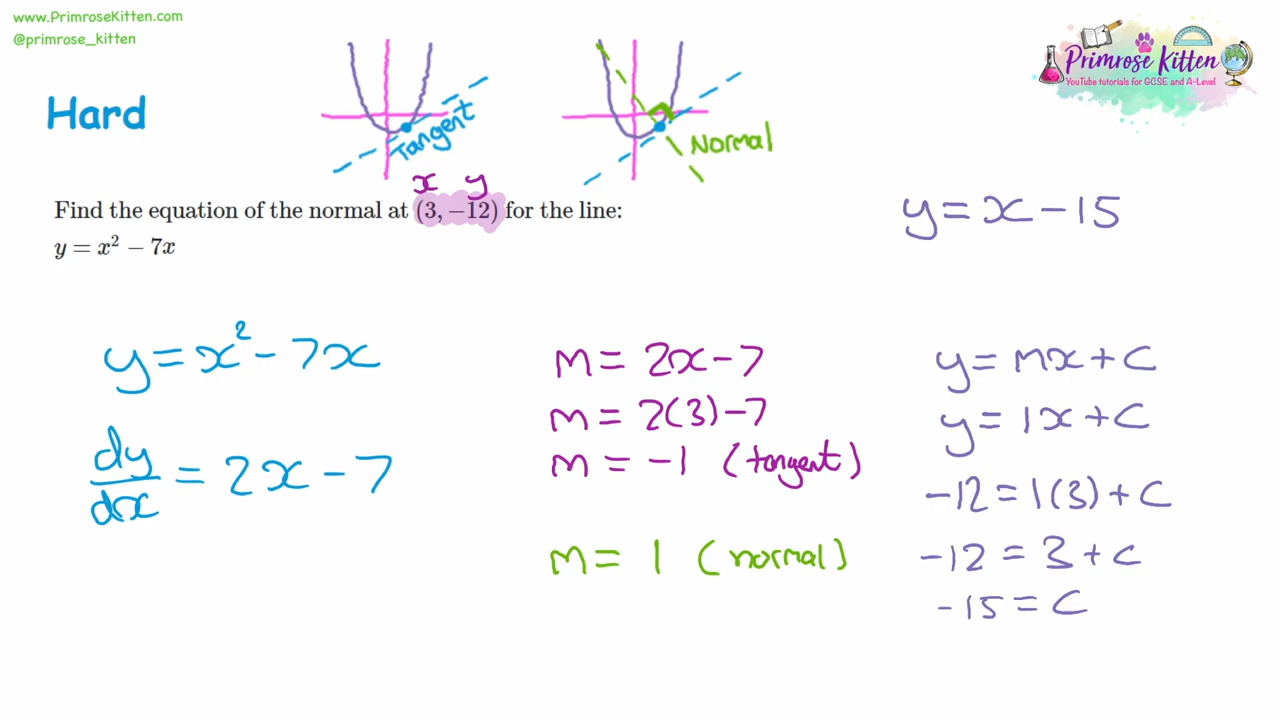 www.PrimroseKitten.com
@primrose_kitten
Primrose Kitten
YouTube tutorials for GCSE and A-Level
Hard
Tangent
Normal
x y
Find the equation of the normal at (3, −12) for the line:
y = x² − 7x
y = x − 15
y = x² − 7x
dy/dx = 2x − 7
m = 2x − 7
m = 2(3) − 7
m = −1 (tangent)
m = 1 (normal)
y = mx + c
y = 1x + c
−12 = 1(3) + c
−12 = 3 + c
−15 = c